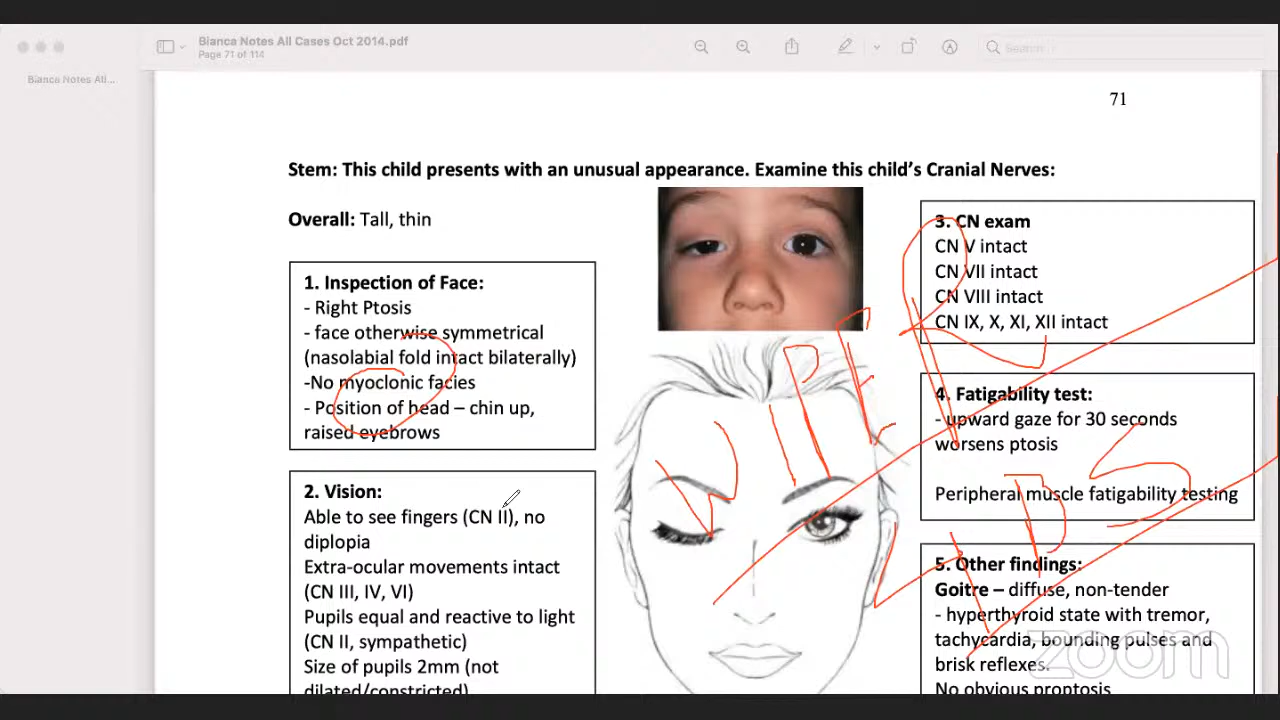 Bianca Notes All Cases Oct 2014.pdf
Page 71 of 114
Search
Bianca Notes All...
71
Stem: This child presents with an unusual appearance. Examine this child's Cranial Nerves:
Overall: Tall, thin
1. Inspection of Face:
- Right Ptosis
- face otherwise symmetrical
(nasolabial fold intact bilaterally)
-No myoclonic facies
- Position of head – chin up,
raised eyebrows
2. Vision:
Able to see fingers (CN II), no
diplopia
Extra-ocular movements intact
(CN III, IV, VI)
Pupils equal and reactive to light
(CN II, sympathetic)
Size of pupils 2mm (not
dilated/constricted)
3. CN exam
CN V intact
CN VII intact
CN VIII intact
CN IX, X, XI, XII intact
4. Fatigability test:
- upward gaze for 30 seconds
worsens ptosis
Peripheral muscle fatigability testing
5. Other findings:
Goitre – diffuse, non-tender
- hyperthyroid state with tremor,
tachycardia, bounding pulses and
brisk reflexes.
No obvious proptosis
WIPER
zoom